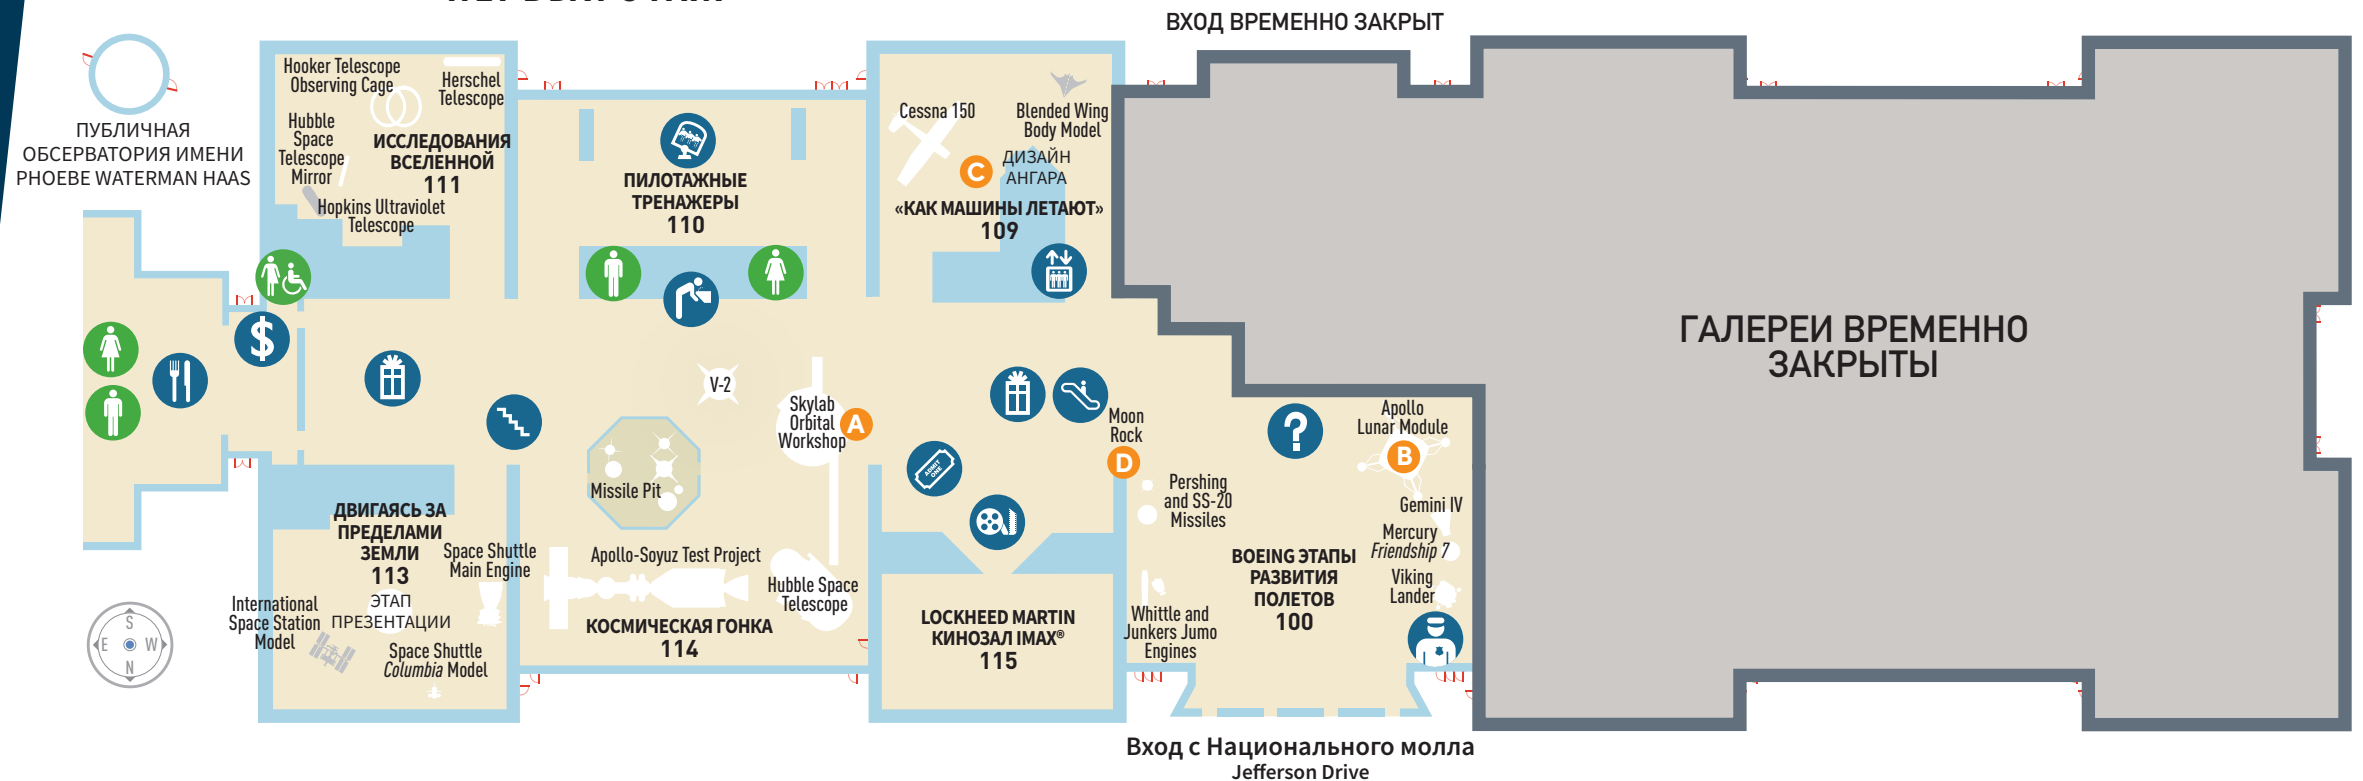 ВХОД ВРЕМЕННО ЗАКРЫТ
ПУБЛИЧНАЯ
ОБСЕРВАТОРИЯ ИМЕНИ
PHOEBE WATERMAN HAAS
Hooker Telescope
Observing Cage
Herschel
Telescope
Hubble
Space
Telescope
Mirror
ИССЛЕДОВАНИЯ
ВСЕЛЕННОЙ
111
Hopkins Ultraviolet
Telescope
ПИЛОТАЖНЫЕ
ТРЕНАЖЕРЫ
110
Cessna 150
Blended Wing
Body Model
C
ДИЗАЙН
АНГАРА
«КАК МАШИНЫ ЛЕТАЮТ»
109
ГАЛЕРЕИ ВРЕМЕННО
ЗАКРЫТЫ
$
V-2
Skylab
Orbital
Workshop
A
Missile Pit
ADMIT
ONE
Moon
Rock
D
?
Apollo
Lunar Module
B
Pershing
and SS-20
Missiles
Gemini IV
Mercury
Friendship 7
Viking
Lander
ДВИГАЯСЬ ЗА
ПРЕДЕЛАМИ
ЗЕМЛИ
113
Space Shuttle
Main Engine
ЭТАП
ПРЕЗЕНТАЦИИ
International
Space Station
Model
Space Shuttle
Columbia Model
Apollo-Soyuz Test Project
Hubble Space
Telescope
КОСМИЧЕСКАЯ ГОНКА
114
LOCKHEED MARTIN
КИНОЗАЛ IMAX®
115
Whittle and
Junkers Jumo
Engines
BOEING ЭТАПЫ
РАЗВИТИЯ
ПОЛЕТОВ
100
S
E
W
N
Вход с Национального молла
Jefferson Drive